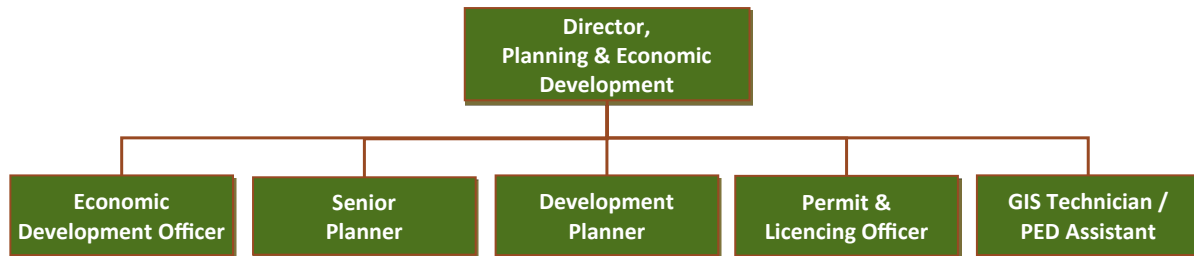 Director,
Planning & Economic
Development
Economic
Development Officer
Senior
Planner
Development
Planner
Permit &
Licencing Officer
GIS Technician /
PED Assistant